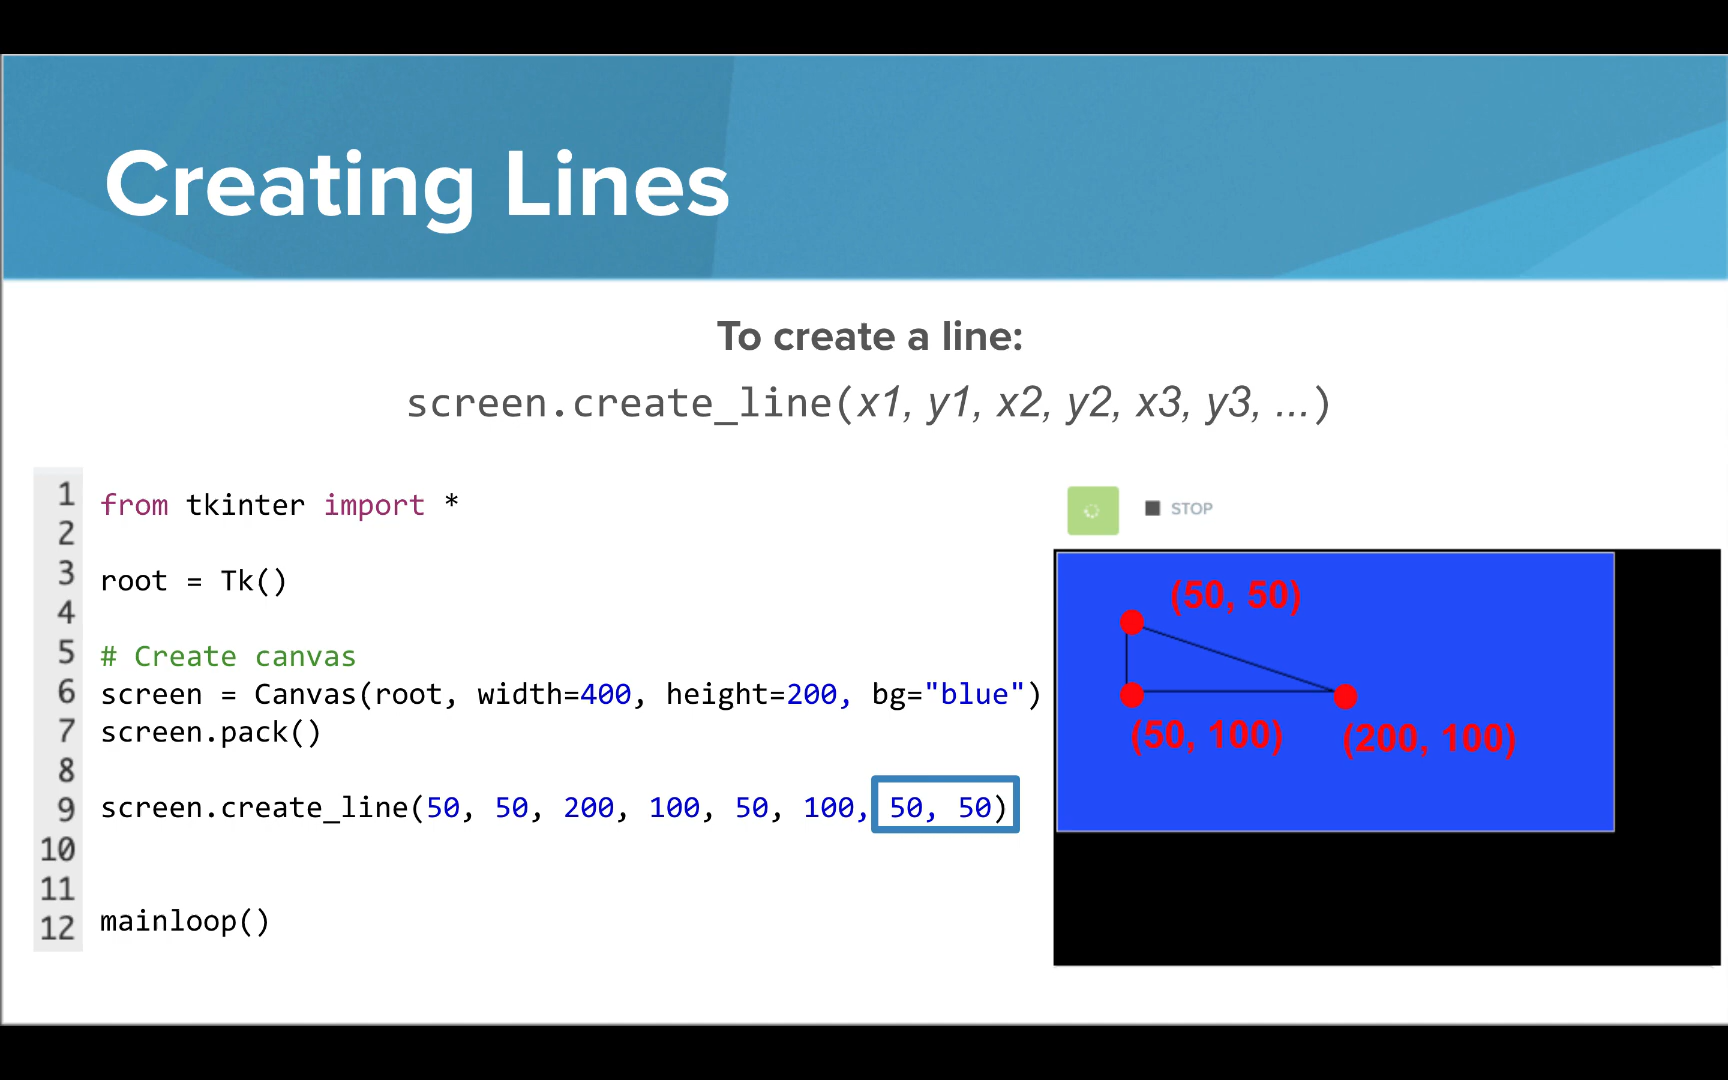 Creating Lines
To create a line:
screen.create_line(x1, y1, x2, y2, x3, y3, ...)
1 from tkinter import *
2
3 root = Tk()
4
5 # Create canvas
6 screen = Canvas(root, width=400, height=200, bg="blue")
7 screen.pack()
8
9 screen.create_line(50, 50, 200, 100, 50, 100, 50, 50)
10
11
12 mainloop()
STOP
(50, 50)
(50, 100)
(200, 100)